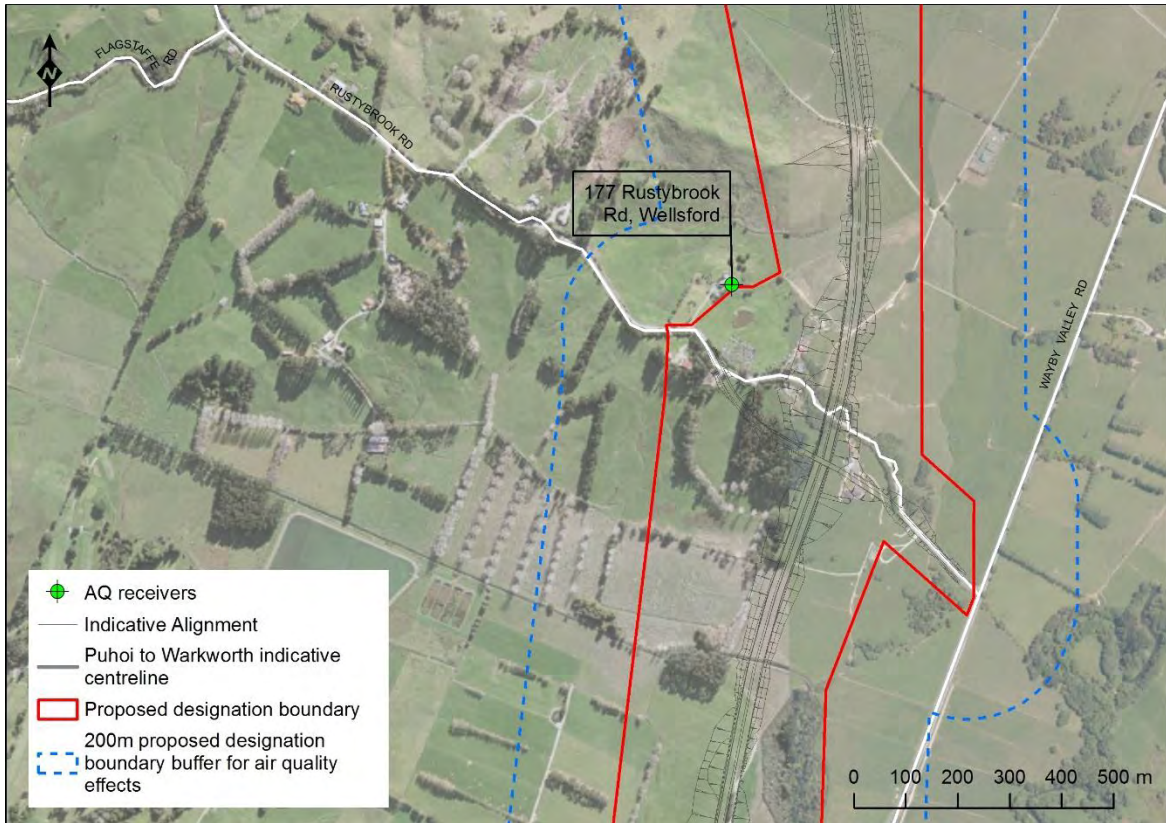 FLAGSTAFFE RD
N
RUSTYBROOK RD
177 Rustybrook
Rd, Wellsford
WAYBY VALLEY RD
AQ receivers
Indicative Alignment
Puhoi to Warkworth indicative
centreline
Proposed designation boundary
200m proposed designation
boundary buffer for air quality
effects
0 100 200 300 400 500 m